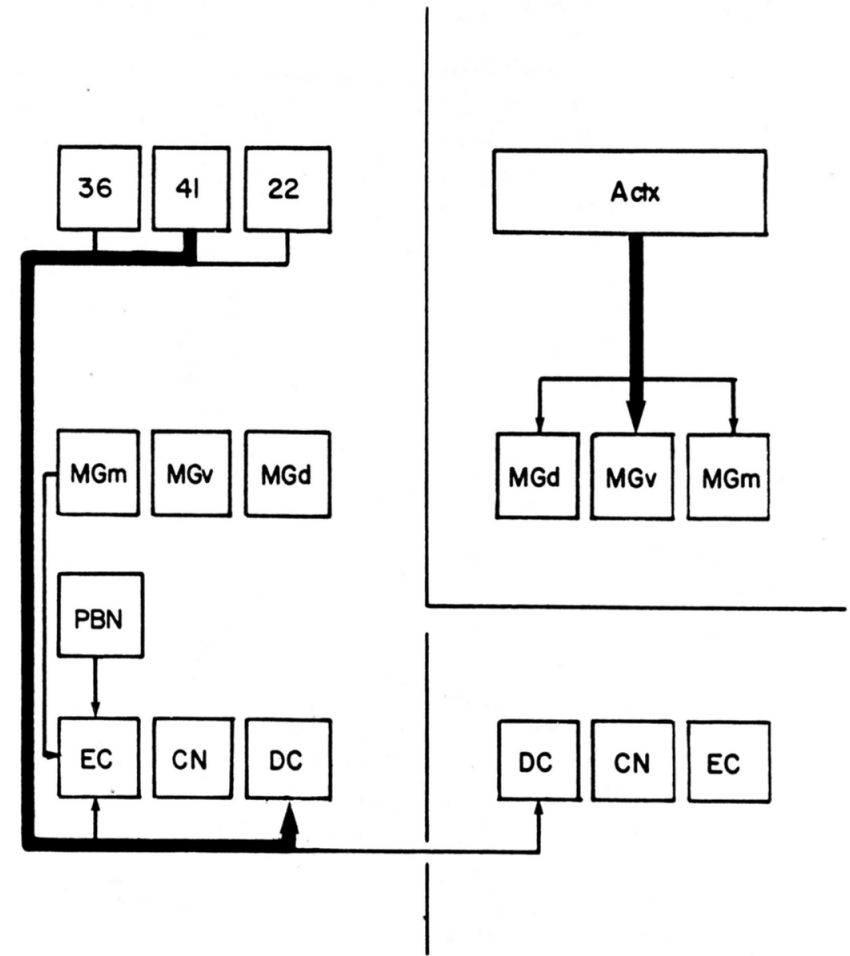 36 41 22
Actx
MGm MGv MGd
MGd MGv MGm
PBN
EC CN DC
DC CN EC